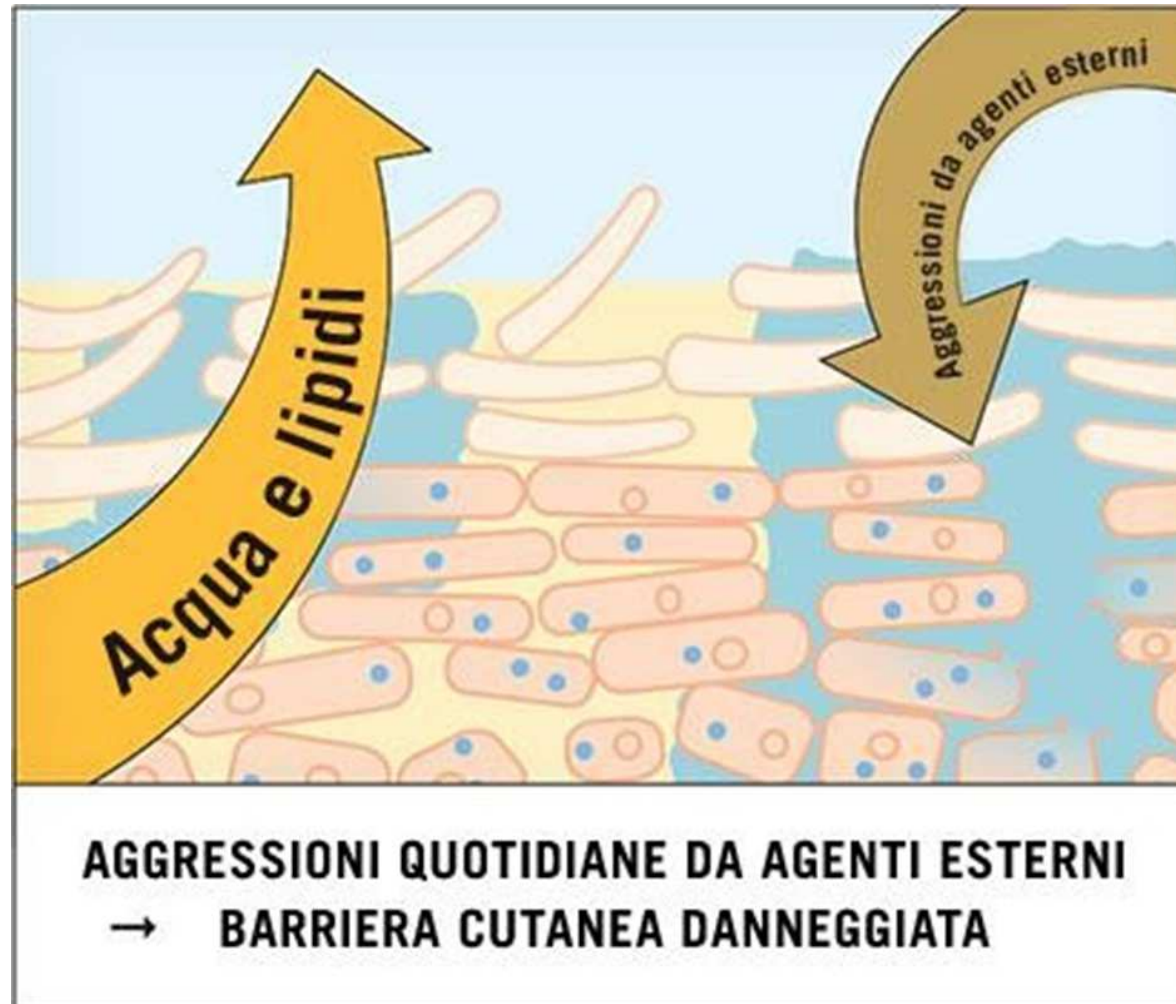 Acqua e lipidi
Aggressioni da agenti esterni
AGGRESSIONI QUOTIDIANE DA AGENTI ESTERNI
→ BARRIERA CUTANEA DANNEGGIATA